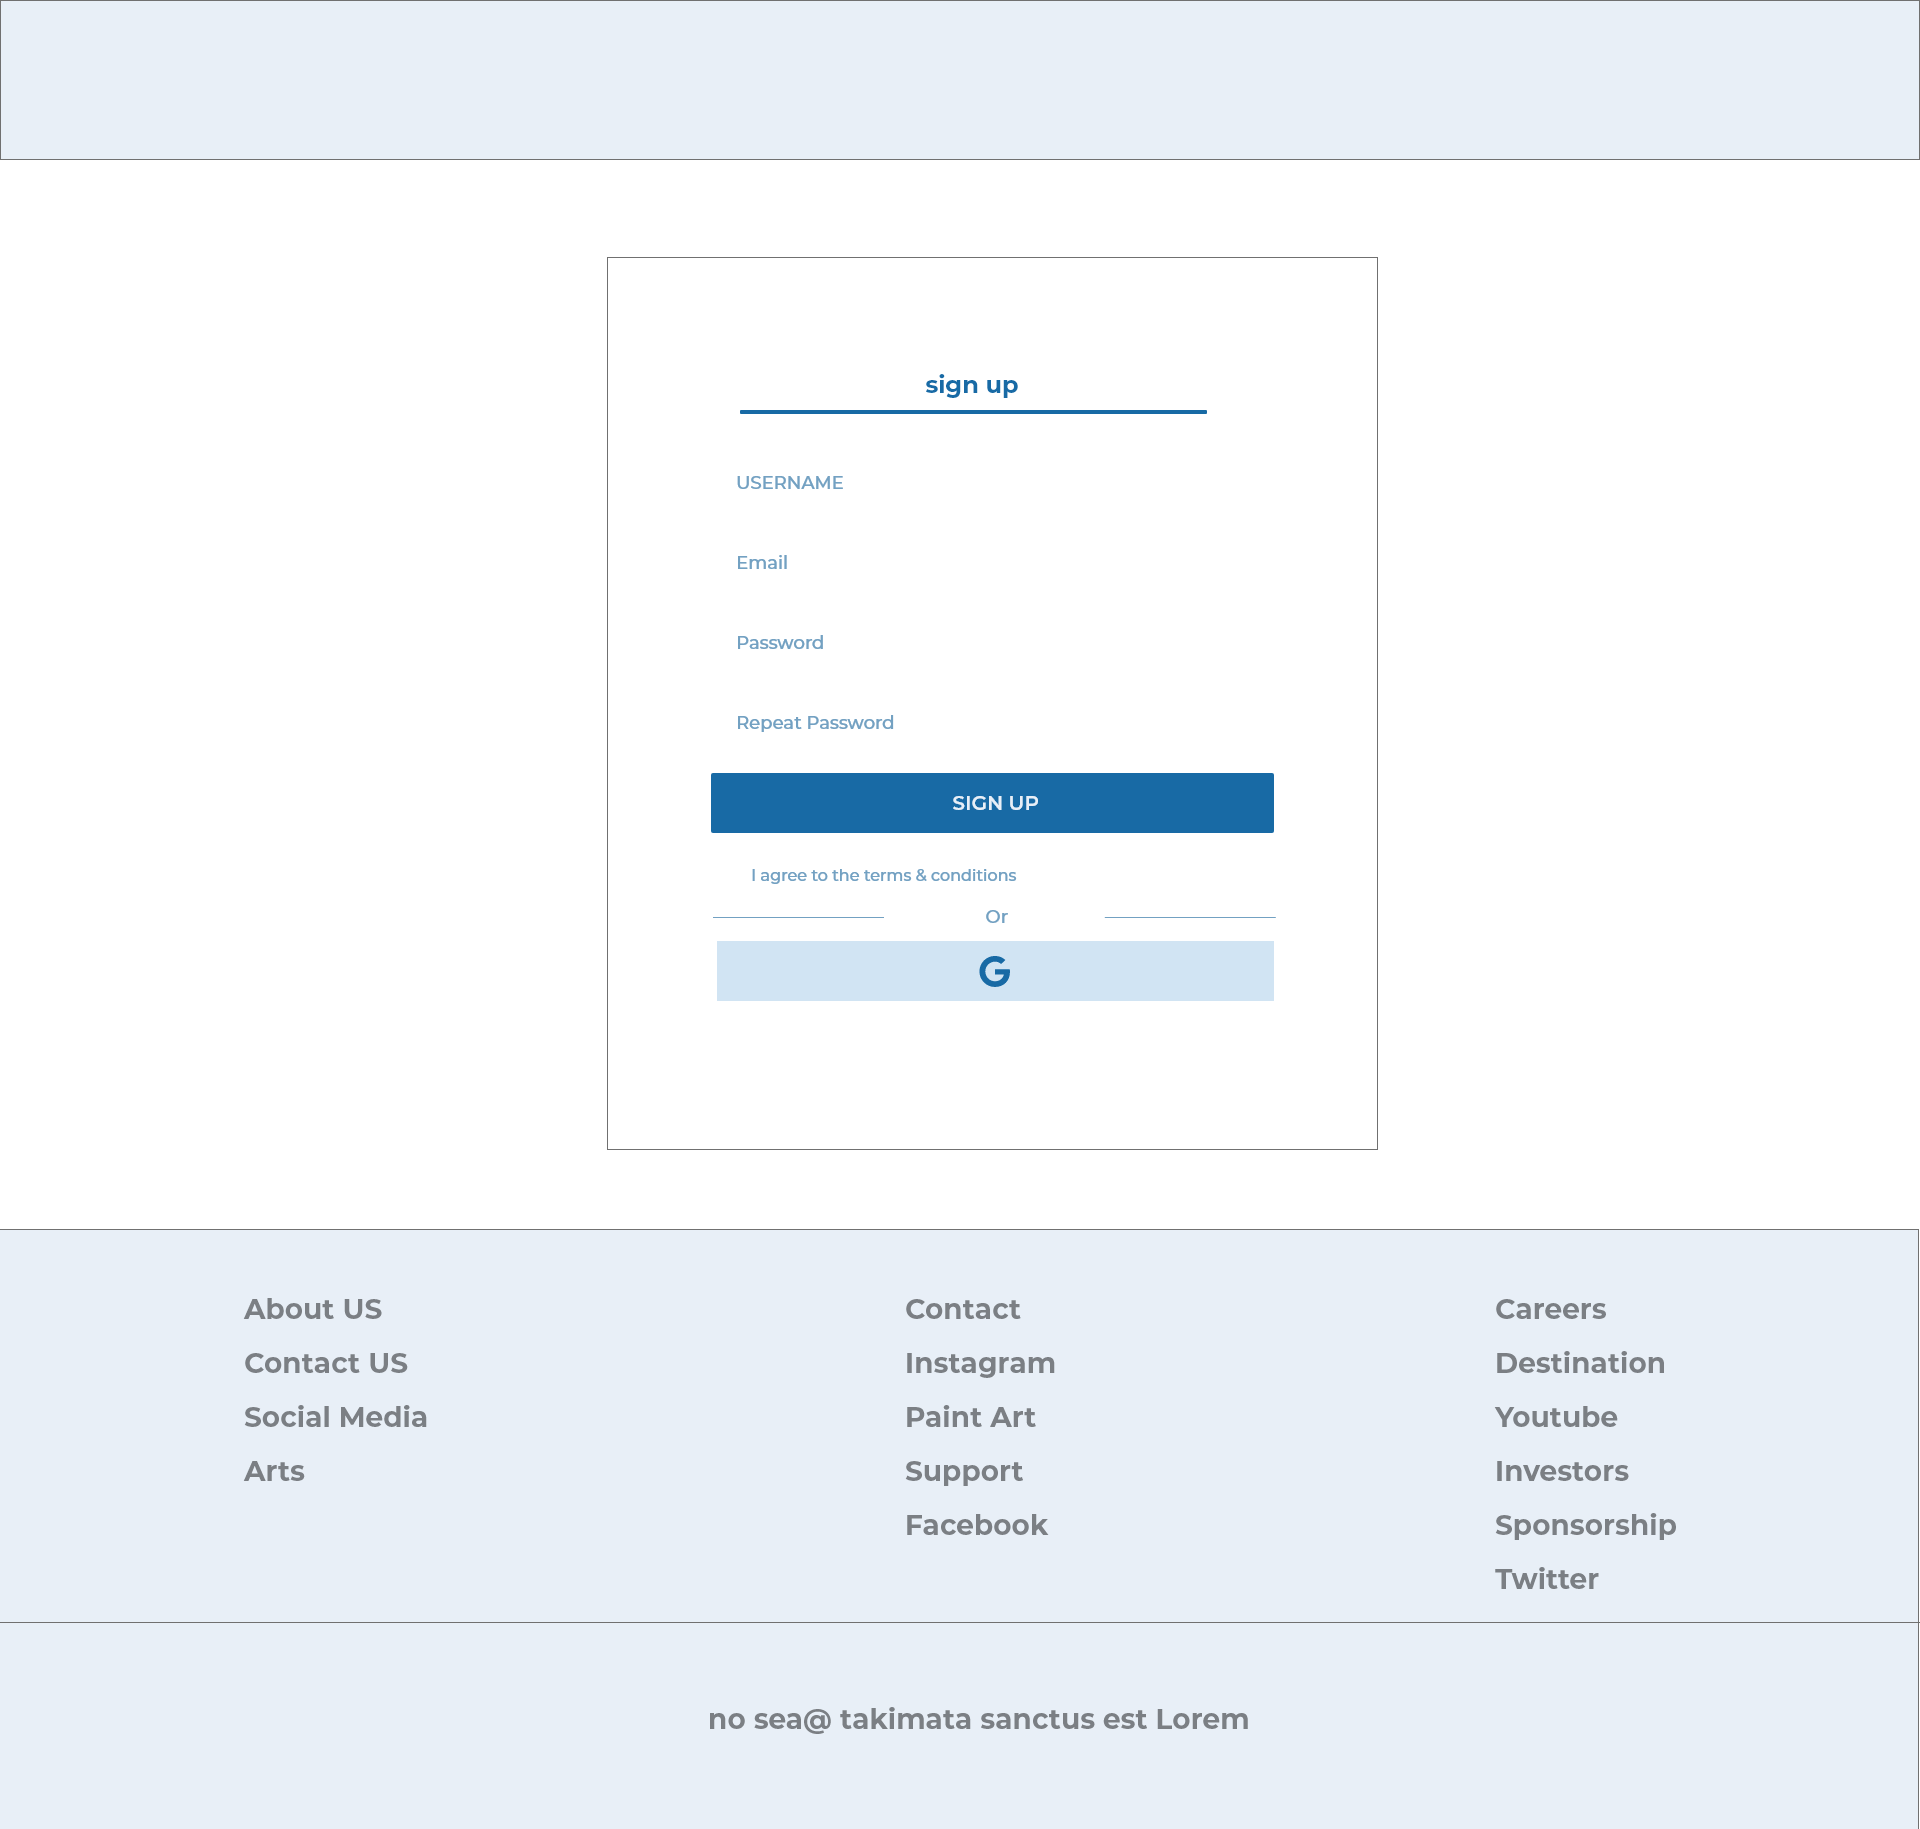 sign up
USERNAME
Email
Password
Repeat Password
SIGN UP
I agree to the terms & conditions
Or
G
About US
Contact US
Social Media
Arts
Contact
Instagram
Paint Art
Support
Facebook
Careers
Destination
Youtube
Investors
Sponsorship
Twitter
no sea@ takimata sanctus est Lorem